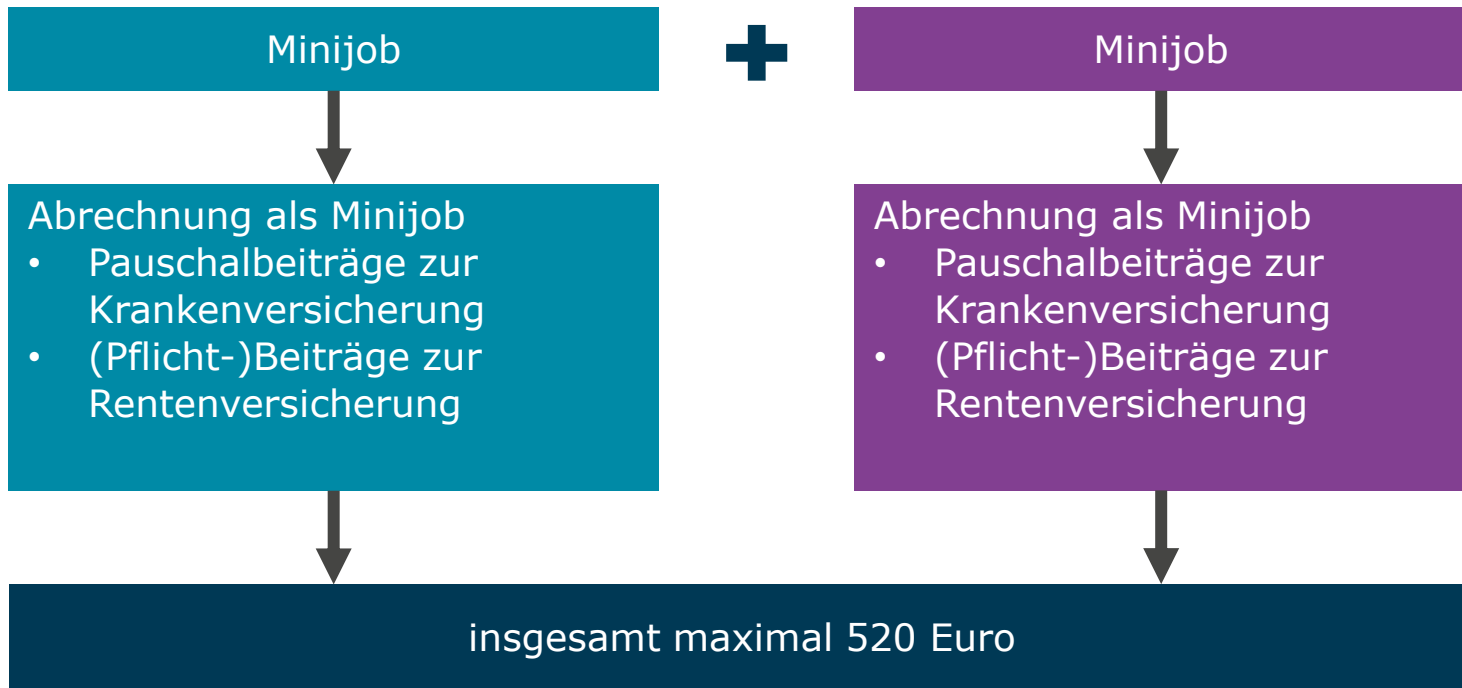 Minijob
Minijob
Abrechnung als Minijob
• Pauschalbeiträge zur
Krankenversicherung
• (Pflicht-)Beiträge zur
Rentenversicherung
Abrechnung als Minijob
• Pauschalbeiträge zur
Krankenversicherung
• (Pflicht-)Beiträge zur
Rentenversicherung
insgesamt maximal 520 Euro